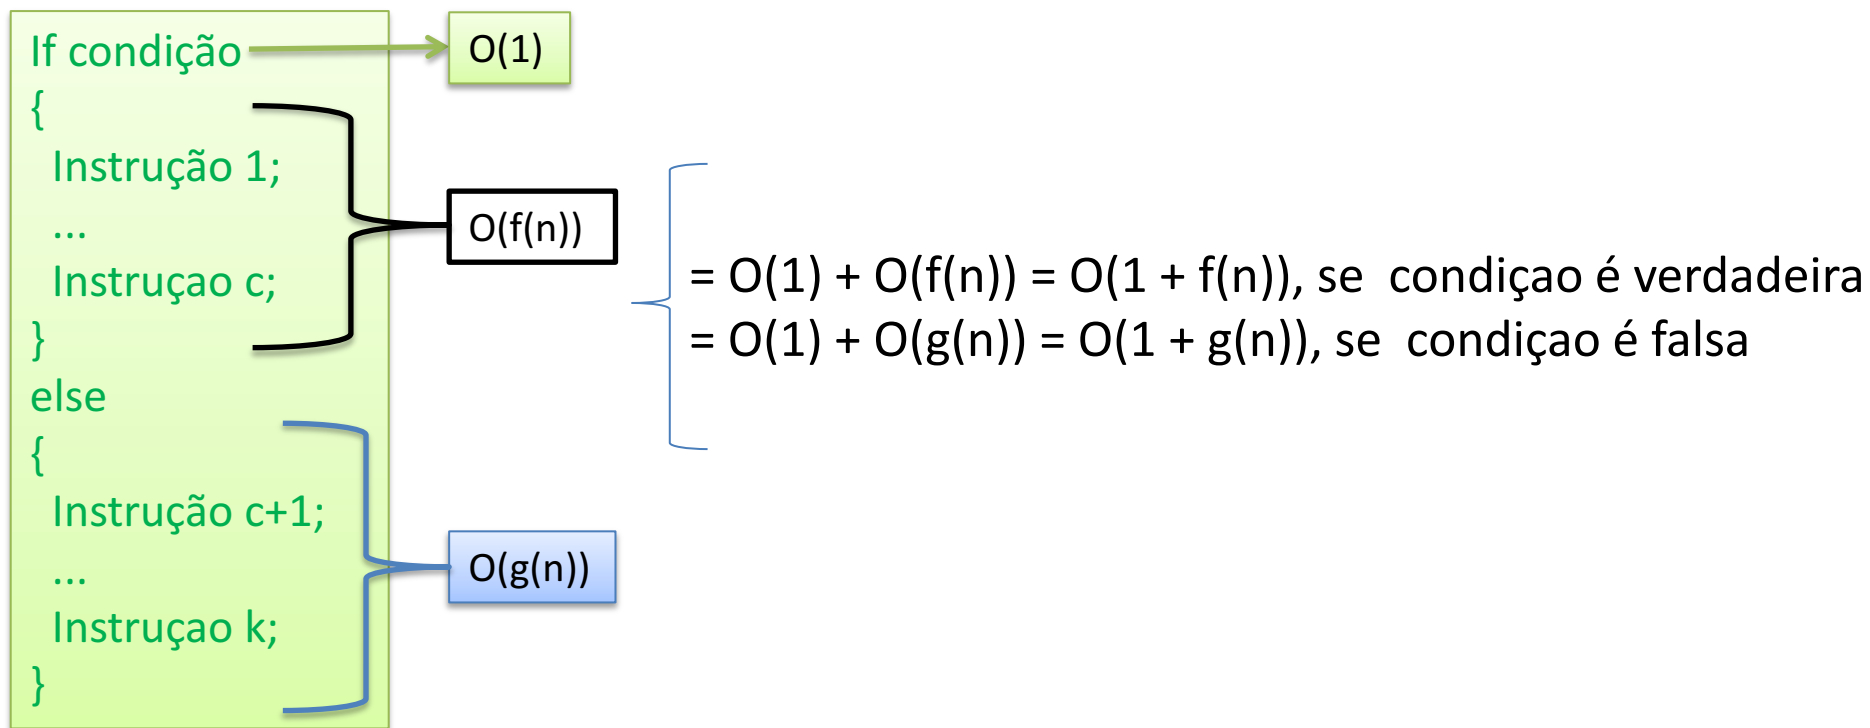 If condição
O(1)
{
Instrução 1;
...
Instruçao c;
}
O(f(n))
else
{
Instrução c+1;
...
Instruçao k;
}
O(g(n))
= O(1) + O(f(n)) = O(1 + f(n)), se condiçao é verdadeira
= O(1) + O(g(n)) = O(1 + g(n)), se condiçao é falsa